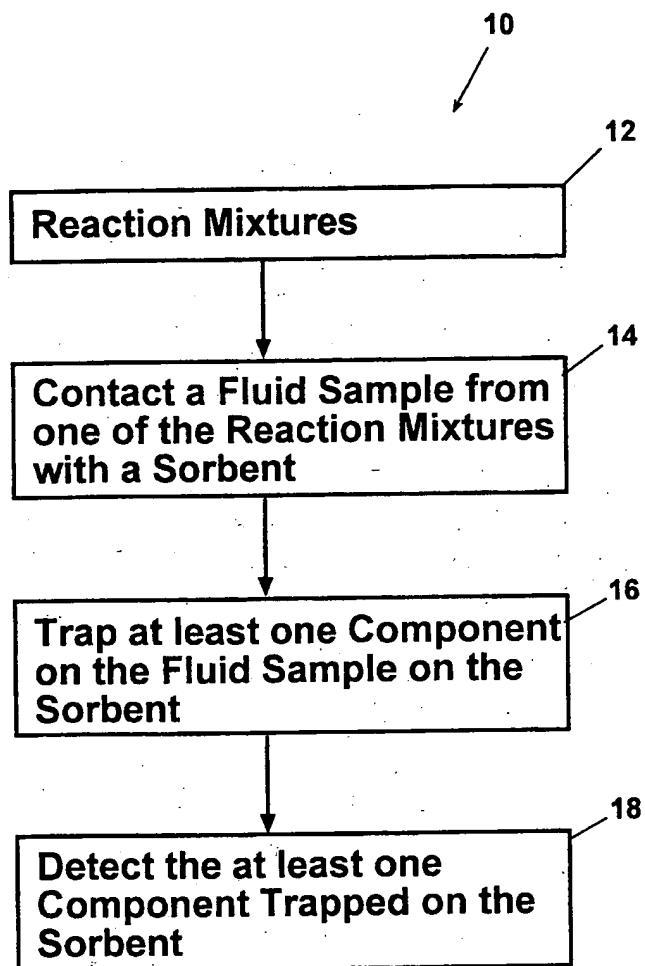 10
12
Reaction Mixtures
14
Contact a Fluid Sample from
one of the Reaction Mixtures
with a Sorbent
16
Trap at least one Component
on the Fluid Sample on the
Sorbent
18
Detect the at least one
Component Trapped on the
Sorbent